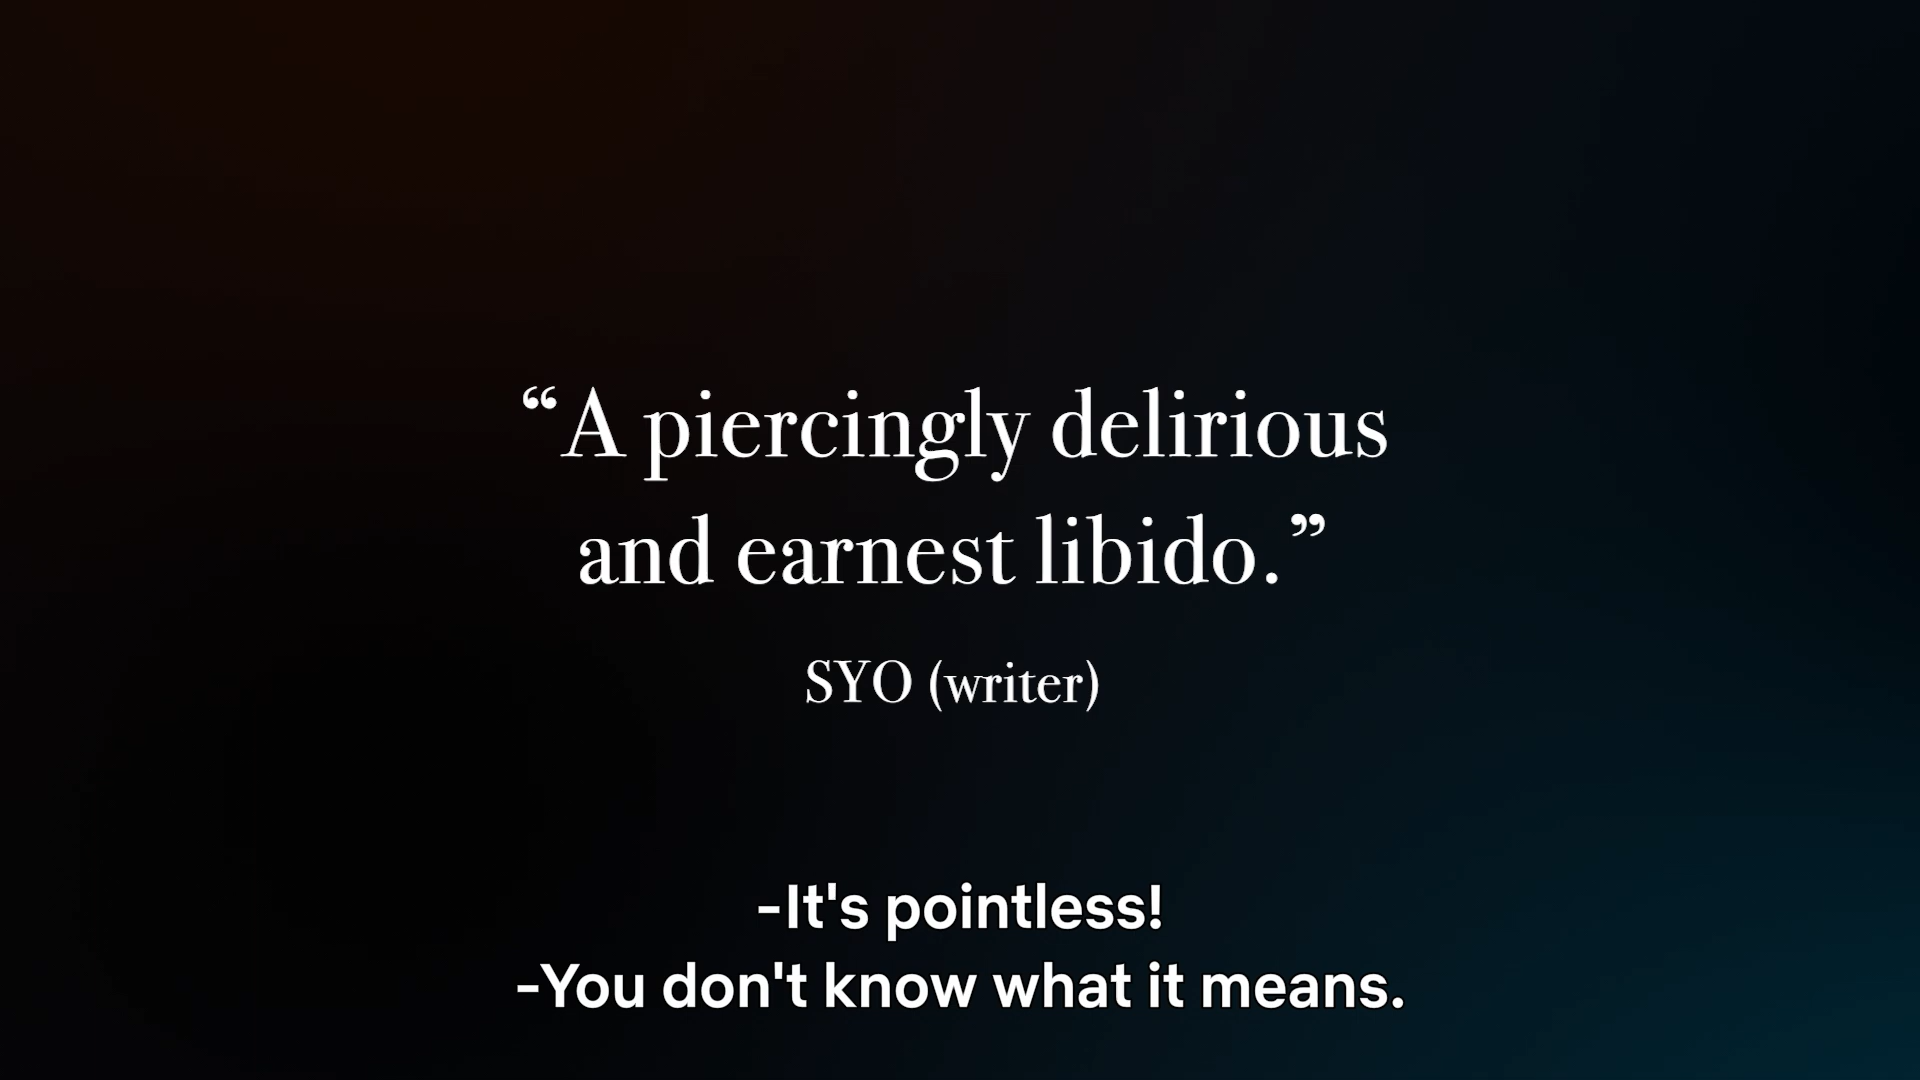 “A piercingly delirious
and earnest libido.”
SYO (writer)
-It's pointless!
-You don't know what it means.